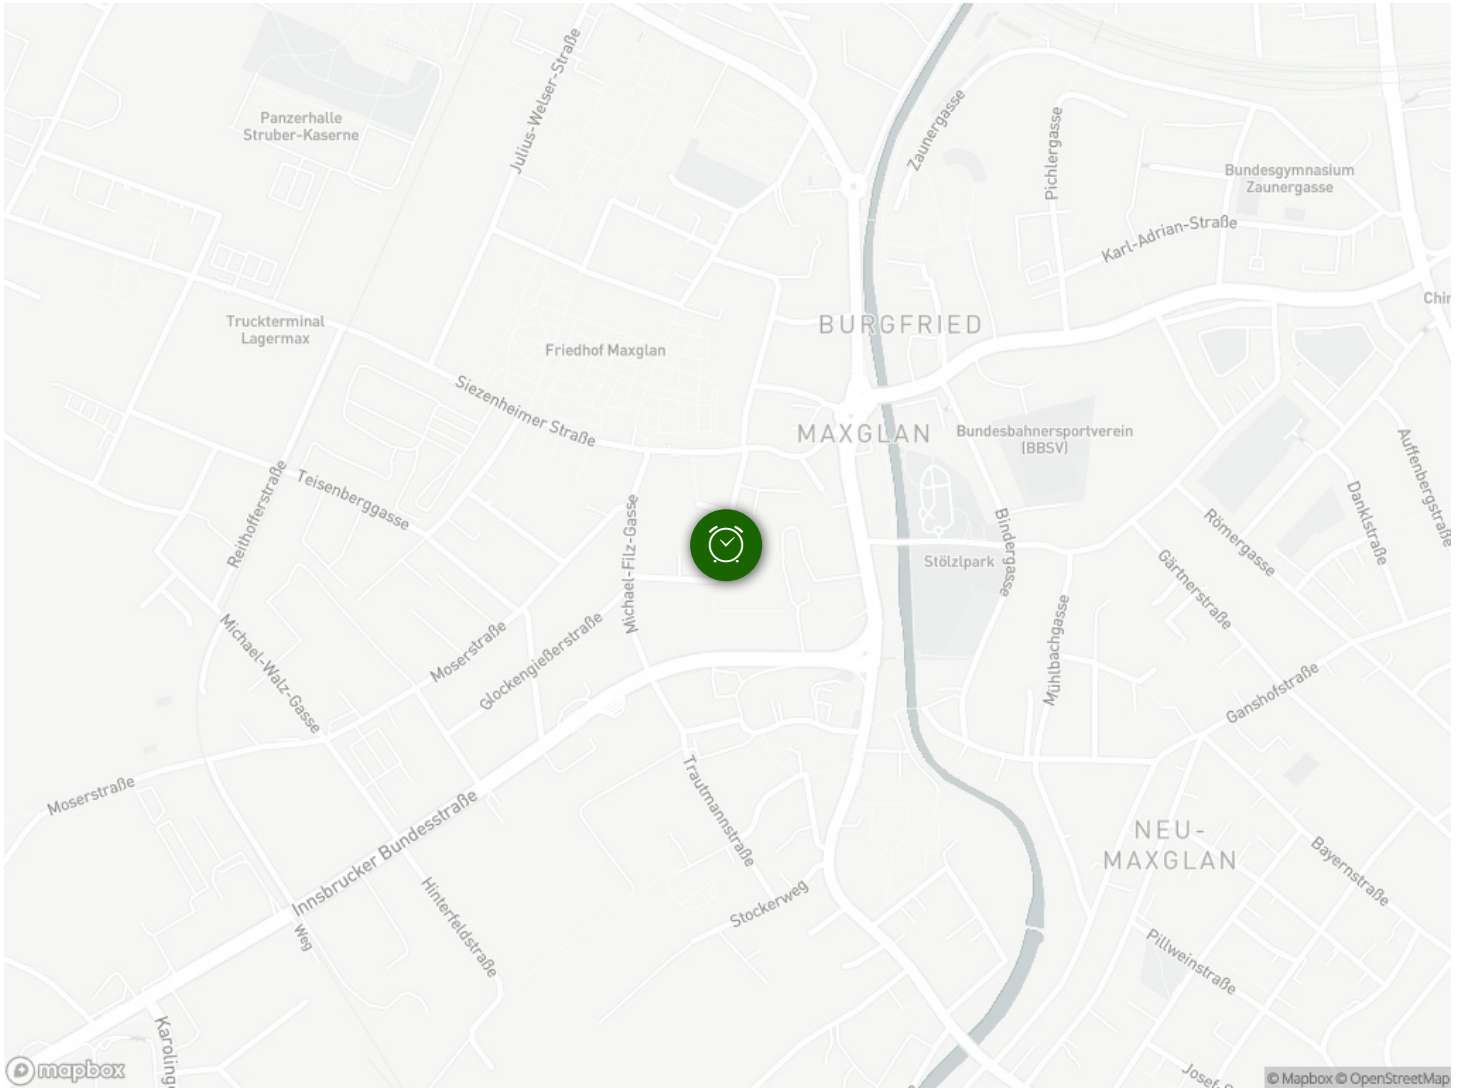 Julius-Welser-Straße
Panzerhalle
Struber-Kaserne
Zaunergasse
Pichlergasse
Bundesgymnasium
Zaunergasse
Karl-Adrian-Straße
Truckterminal
Lagermax
BURGFRIED
Friedhof Maxglan
Siezenheimer Straße
MAXGLAN
Bundesbahnersportverein
(BBSV)
Auffenbergstraße
Danklstraße
Teisenberggasse
Reithofferstraße
Michael-Filz-Gasse
Bindergasse
Römergasse
Stölzlpark
Gärtnerstraße
Mühlbachgasse
Moserstraße
Glockengießerstraße
Michael-Walz-Gasse
Ganshofstraße
Moserstraße
Trautmannstraße
Innsbrucker Bundesstraße
NEU-
MAXGLAN
Bayernstraße
Hinterfeldstraße
Stockerweg
Weg
Pillweinstraße
Karoling
Josef-
mapbox
© Mapbox © OpenStreetMap